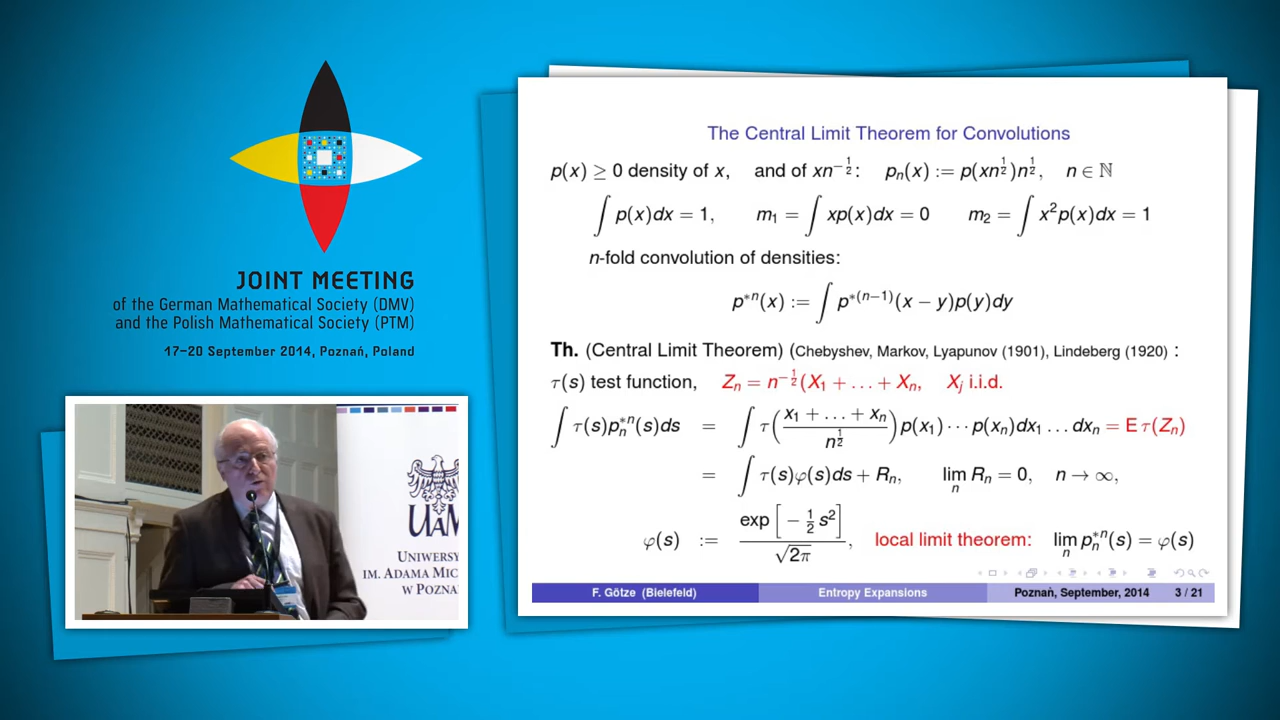 JOINT MEETING
of the German Mathematical Society (DMV)
and the Polish Mathematical Society (PTM)
17–20 September 2014, Poznań, Poland
UAM
UNIWERSY
IM. ADAMA MIC
W POZNA
The Central Limit Theorem for Convolutions
p(x) ≥ 0 density of x, and of xn^{-1/2}: p_n(x) := p(xn^{1/2})n^{1/2}, n ∈ ℕ
∫ p(x)dx = 1, m₁ = ∫ xp(x)dx = 0 m₂ = ∫ x²p(x)dx = 1
n-fold convolution of densities:
p^{*n}(x) := ∫ p^{*(n−1)}(x − y)p(y)dy
Th. (Central Limit Theorem) (Chebyshev, Markov, Lyapunov (1901), Lindeberg (1920) :
τ(s) test function, Z_n = n^{-1/2}(X₁ + … + X_n, X_j i.i.d.
∫ τ(s)p_n^{*n}(s)ds = ∫ τ((x₁ + … + x_n)/n^{1/2})p(x₁) ⋯ p(x_n)dx₁ … dx_n = E τ(Z_n)
= ∫ τ(s)φ(s)ds + R_n, lim_n R_n = 0, n → ∞,
φ(s) := exp[− 1/2 s²]/√2π, local limit theorem: lim_n p_n^{*n}(s) = φ(s)
F. Götze (Bielefeld) Entropy Expansions Poznań, September, 2014 3 / 21